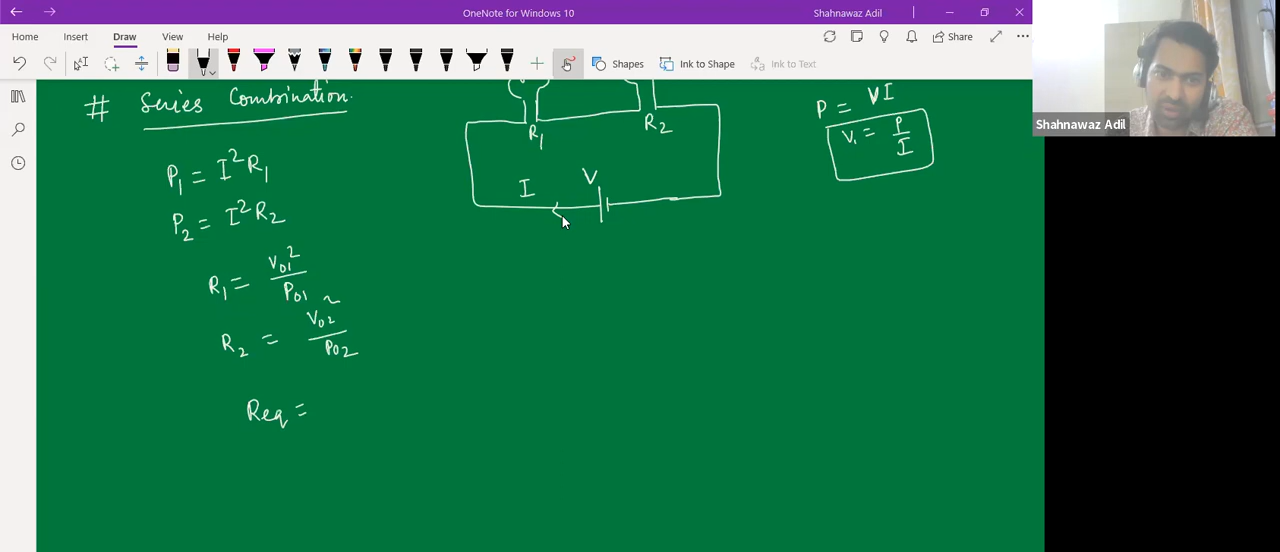 OneNote for Windows 10
Shahnawaz Adil
Home Insert Draw View Help
Share
Shapes Ink to Shape Ink to Text
# Series Combination.
P₁ = I²R₁
P₂ = I²R₂
R₁ = V₀₁²/P₀₁
R₂ = V₀₂²/P₀₂
Req =
R₁
R₂
I
V
P = VI
V₁ = P/I
Shahnawaz Adil